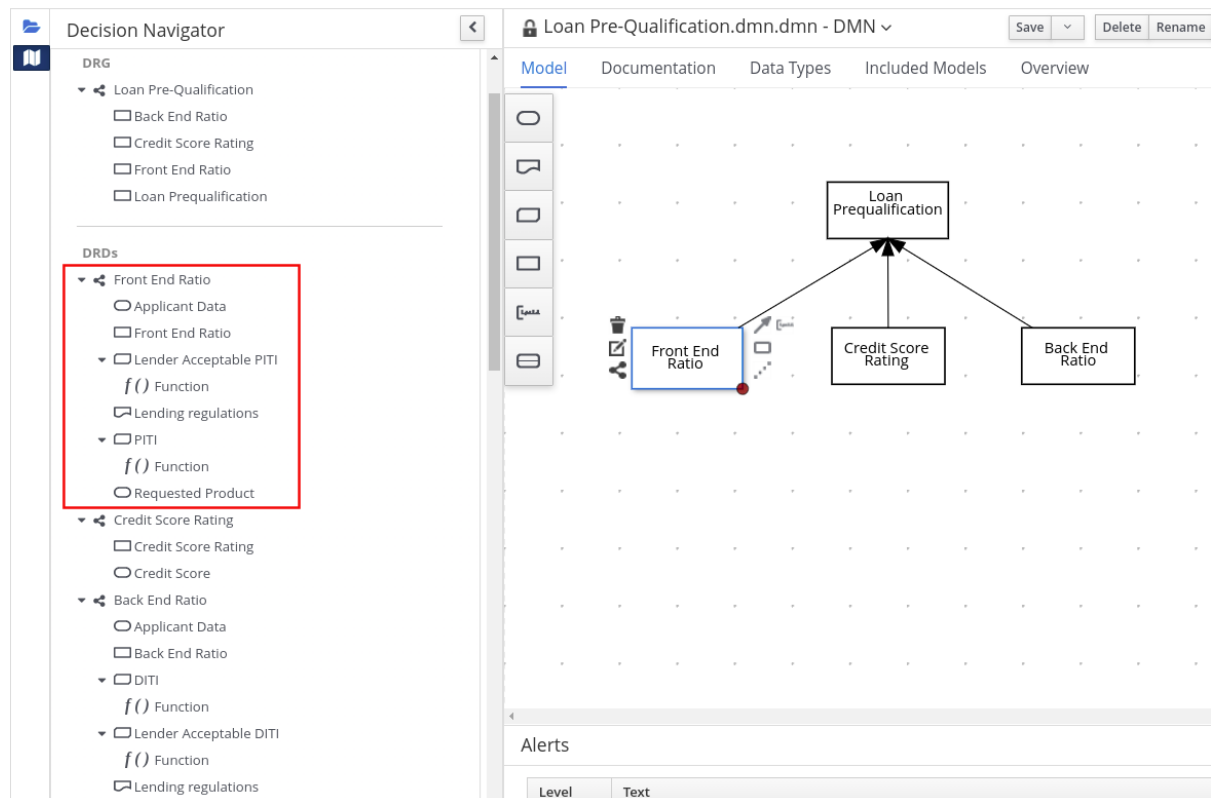 Decision Navigator
DRG
Loan Pre-Qualification
Back End Ratio
Credit Score Rating
Front End Ratio
Loan Prequalification
DRDs
Front End Ratio
Applicant Data
Front End Ratio
Lender Acceptable PITI
f() Function
Lending regulations
PITI
f() Function
Requested Product
Credit Score Rating
Credit Score Rating
Credit Score
Back End Ratio
Applicant Data
Back End Ratio
DITI
f() Function
Lender Acceptable DITI
f() Function
Lending regulations
Loan Pre-Qualification.dmn.dmn - DMN
Save
Delete
Rename
Model
Documentation
Data Types
Included Models
Overview
Loan
Prequalification
Front End
Ratio
Credit Score
Rating
Back End
Ratio
Alerts
Level
Text